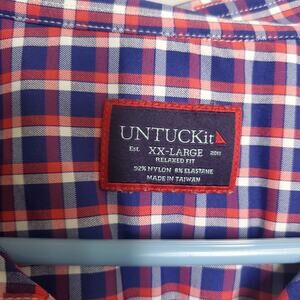 UNTUCKit
Est. XX-LARGE 2011
RELAXED FIT
92% NYLON 8% ELASTANE
MADE IN TAIWAN